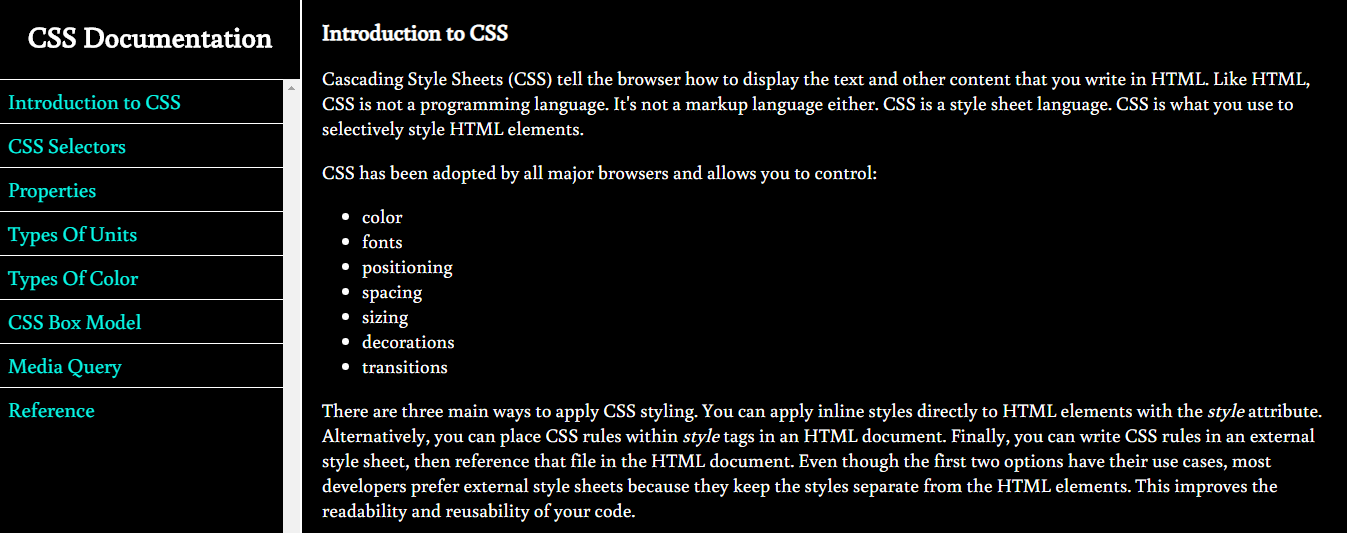 CSS Documentation
Introduction to CSS
CSS Selectors
Properties
Types Of Units
Types Of Color
CSS Box Model
Media Query
Reference
Introduction to CSS
Cascading Style Sheets (CSS) tell the browser how to display the text and other content that you write in HTML. Like HTML,
CSS is not a programming language. It's not a markup language either. CSS is a style sheet language. CSS is what you use to
selectively style HTML elements.
CSS has been adopted by all major browsers and allows you to control:
• color
• fonts
• positioning
• spacing
• sizing
• decorations
• transitions
There are three main ways to apply CSS styling. You can apply inline styles directly to HTML elements with the style attribute.
Alternatively, you can place CSS rules within style tags in an HTML document. Finally, you can write CSS rules in an external
style sheet, then reference that file in the HTML document. Even though the first two options have their use cases, most
developers prefer external style sheets because they keep the styles separate from the HTML elements. This improves the
readability and reusability of your code.